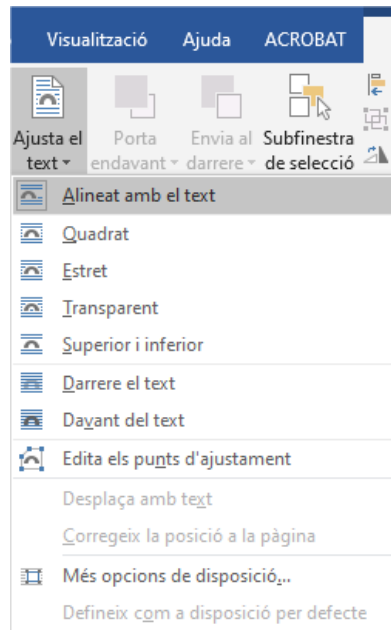 Visualització Ajuda ACROBAT
Ajusta el Porta Envia al Subfinestra
text endavant darrere de selecció
Alineat amb el text
Quadrat
Estret
Transparent
Superior i inferior
Darrere el text
Davant del text
Edita els punts d'ajustament
Desplaça amb text
Corregeix la posició a la pàgina
Més opcions de disposició...
Defineix com a disposició per defecte